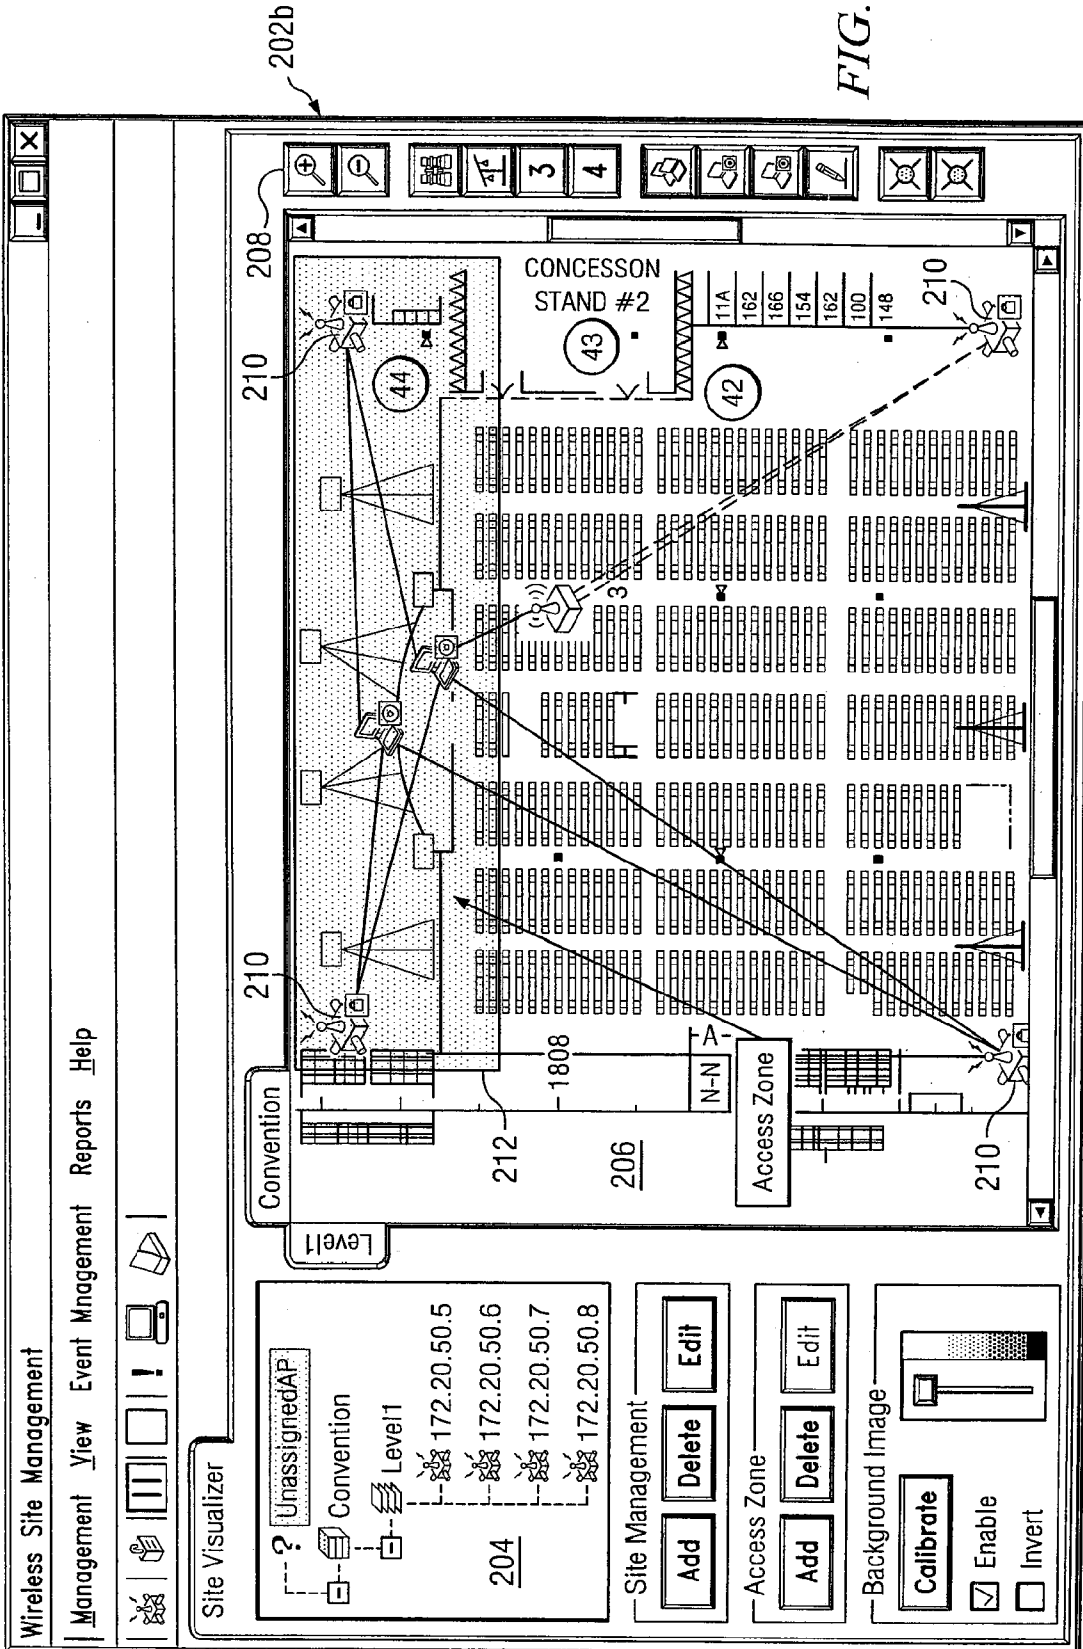 Wireless Site Management
Management View Event Mnagement Reports Help
Site Visualizer
? UnassignedAP
Convention
Level1
172.20.50.5
172.20.50.6
172.20.50.7
172.20.50.8
204
Site Management
Add Delete Edit
Access Zone
Add Delete Edit
Background Image
Calibrate
Enable
Invert
Level1
Convention
210
210
208
202b
44
CONCESSON
STAND #2
43
42
11A
162
166
154
162
100
148
210
3
212
1808
206
N-N
A
Access Zone
210
3
4
FIG.